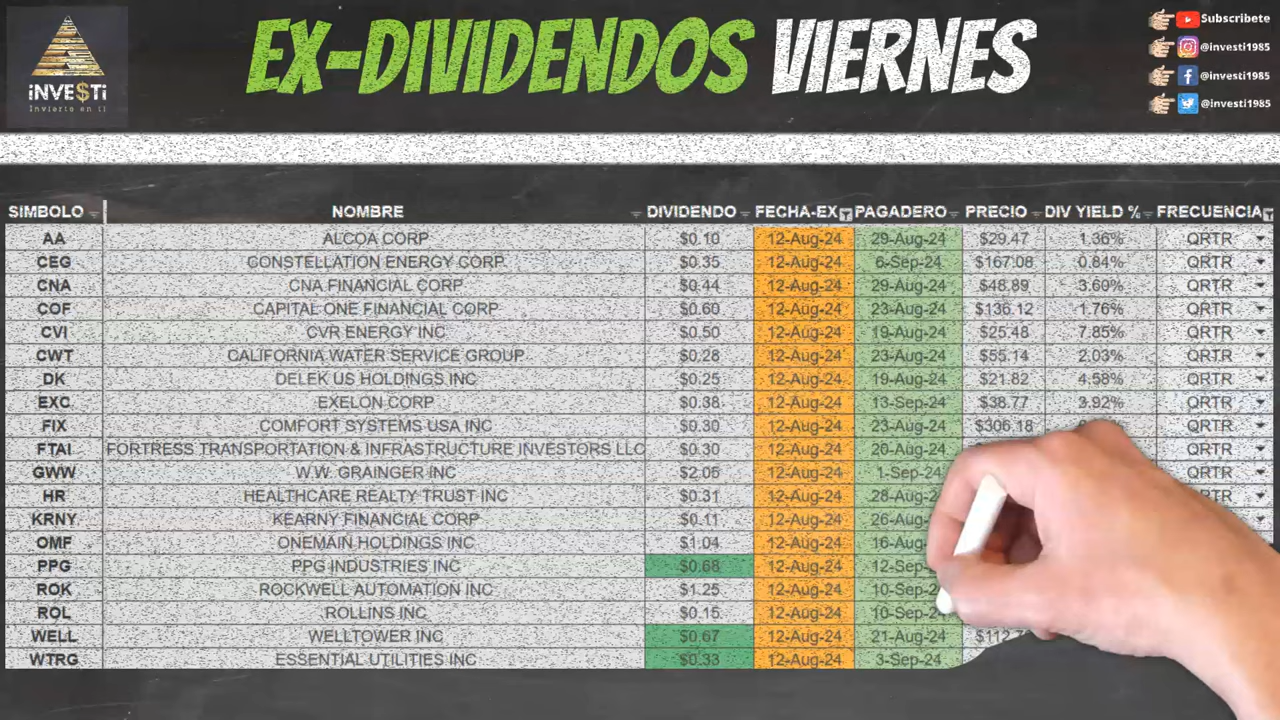 EX-DIVIDENDOS VIERNES
INVE$Ti
Invierte en ti
Subscribete
@investi1985
@investi1985
@investi1985
SIMBOLO NOMBRE DIVIDENDO FECHA-EX PAGADERO PRECIO DIV YIELD % FRECUENCIA
AA ALCOA CORP $0.10 12-Aug-24 29-Aug-24 $29.47 1.36% QRTR
CEG CONSTELLATION ENERGY CORP $0.35 12-Aug-24 6-Sep-24 $167.08 0.84% QRTR
CNA CNA FINANCIAL CORP $0.44 12-Aug-24 29-Aug-24 $48.89 3.60% QRTR
COF CAPITAL ONE FINANCIAL CORP $0.60 12-Aug-24 23-Aug-24 $136.12 1.76% QRTR
CVI CVR ENERGY INC $0.50 12-Aug-24 19-Aug-24 $25.48 7.85% QRTR
CWT CALIFORNIA WATER SERVICE GROUP $0.28 12-Aug-24 23-Aug-24 $55.14 2.03% QRTR
DK DELEK US HOLDINGS INC $0.25 12-Aug-24 19-Aug-24 $21.82 4.58% QRTR
EXC EXELON CORP $0.38 12-Aug-24 13-Sep-24 $38.77 3.92% QRTR
FIX COMFORT SYSTEMS USA INC $0.30 12-Aug-24 23-Aug-24 $306.18 QRTR
FTAI FORTRESS TRANSPORTATION & INFRASTRUCTURE INVESTORS LLC $0.30 12-Aug-24 20-Aug-24 QRTR
GWW W.W. GRAINGER INC $2.05 12-Aug-24 1-Sep-24 QRTR
HR HEALTHCARE REALTY TRUST INC $0.31 12-Aug-24 28-Aug-2 QRTR
KRNY KEARNY FINANCIAL CORP $0.11 12-Aug-24 26-Aug- QRTR
OMF ONEMAIN HOLDINGS INC $1.04 12-Aug-24 16-Aug-
PPG PPG INDUSTRIES INC $0.68 12-Aug-24 12-Sep-
ROK ROCKWELL AUTOMATION INC $1.25 12-Aug-24 10-Sep-
ROL ROLLINS INC $0.15 12-Aug-24 10-Sep-24
WELL WELLTOWER INC $0.67 12-Aug-24 21-Aug-24 $112.
WTRG ESSENTIAL UTILITIES INC $0.33 12-Aug-24 3-Sep-24